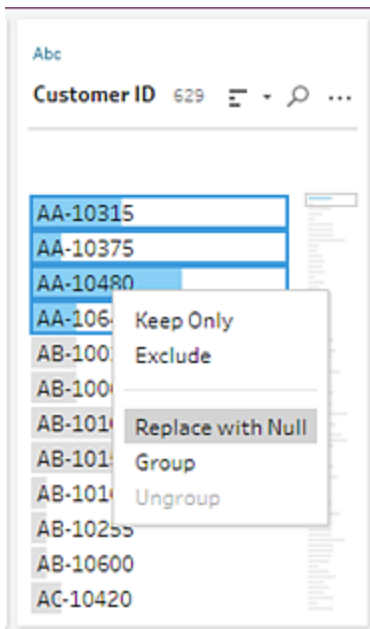 Abc
Customer ID 629
AA-10315
AA-10375
AA-10480
Keep Only
Exclude
Replace with Null
Group
Ungroup
AB-10255
AB-10600
AC-10420